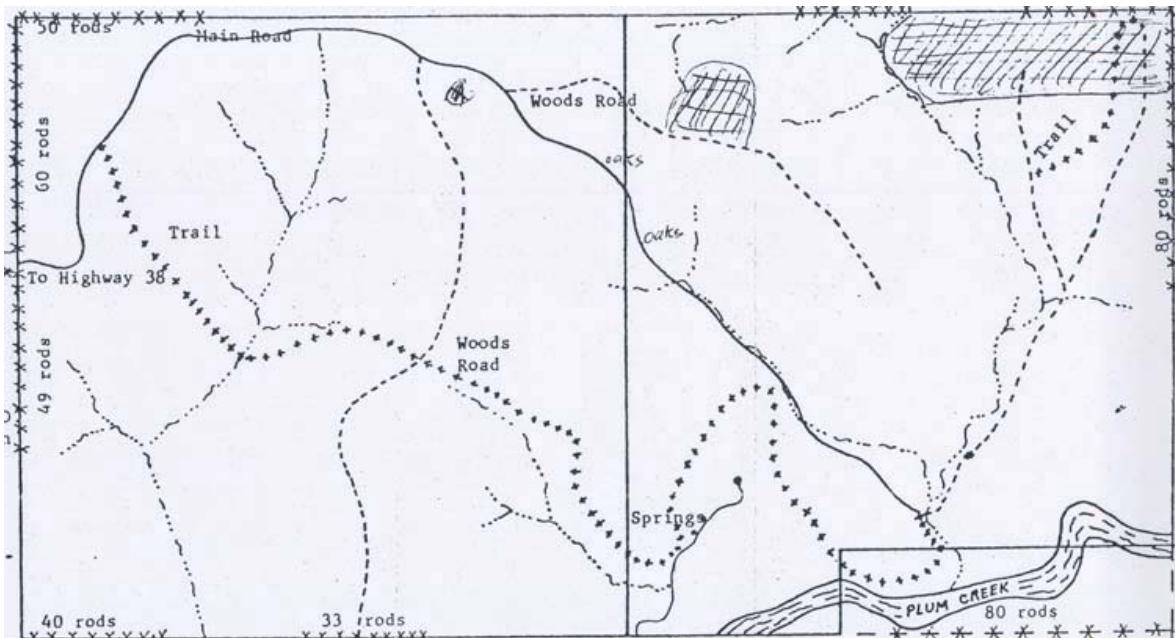 50 rods
Main Road
Woods Road
oaks
60 rods
Trail
Trail
80 rods
oaks
To Highway 38
Woods
Road
49 rods
Springs
PLUM CREEK
40 rods
33 rods
80 rods